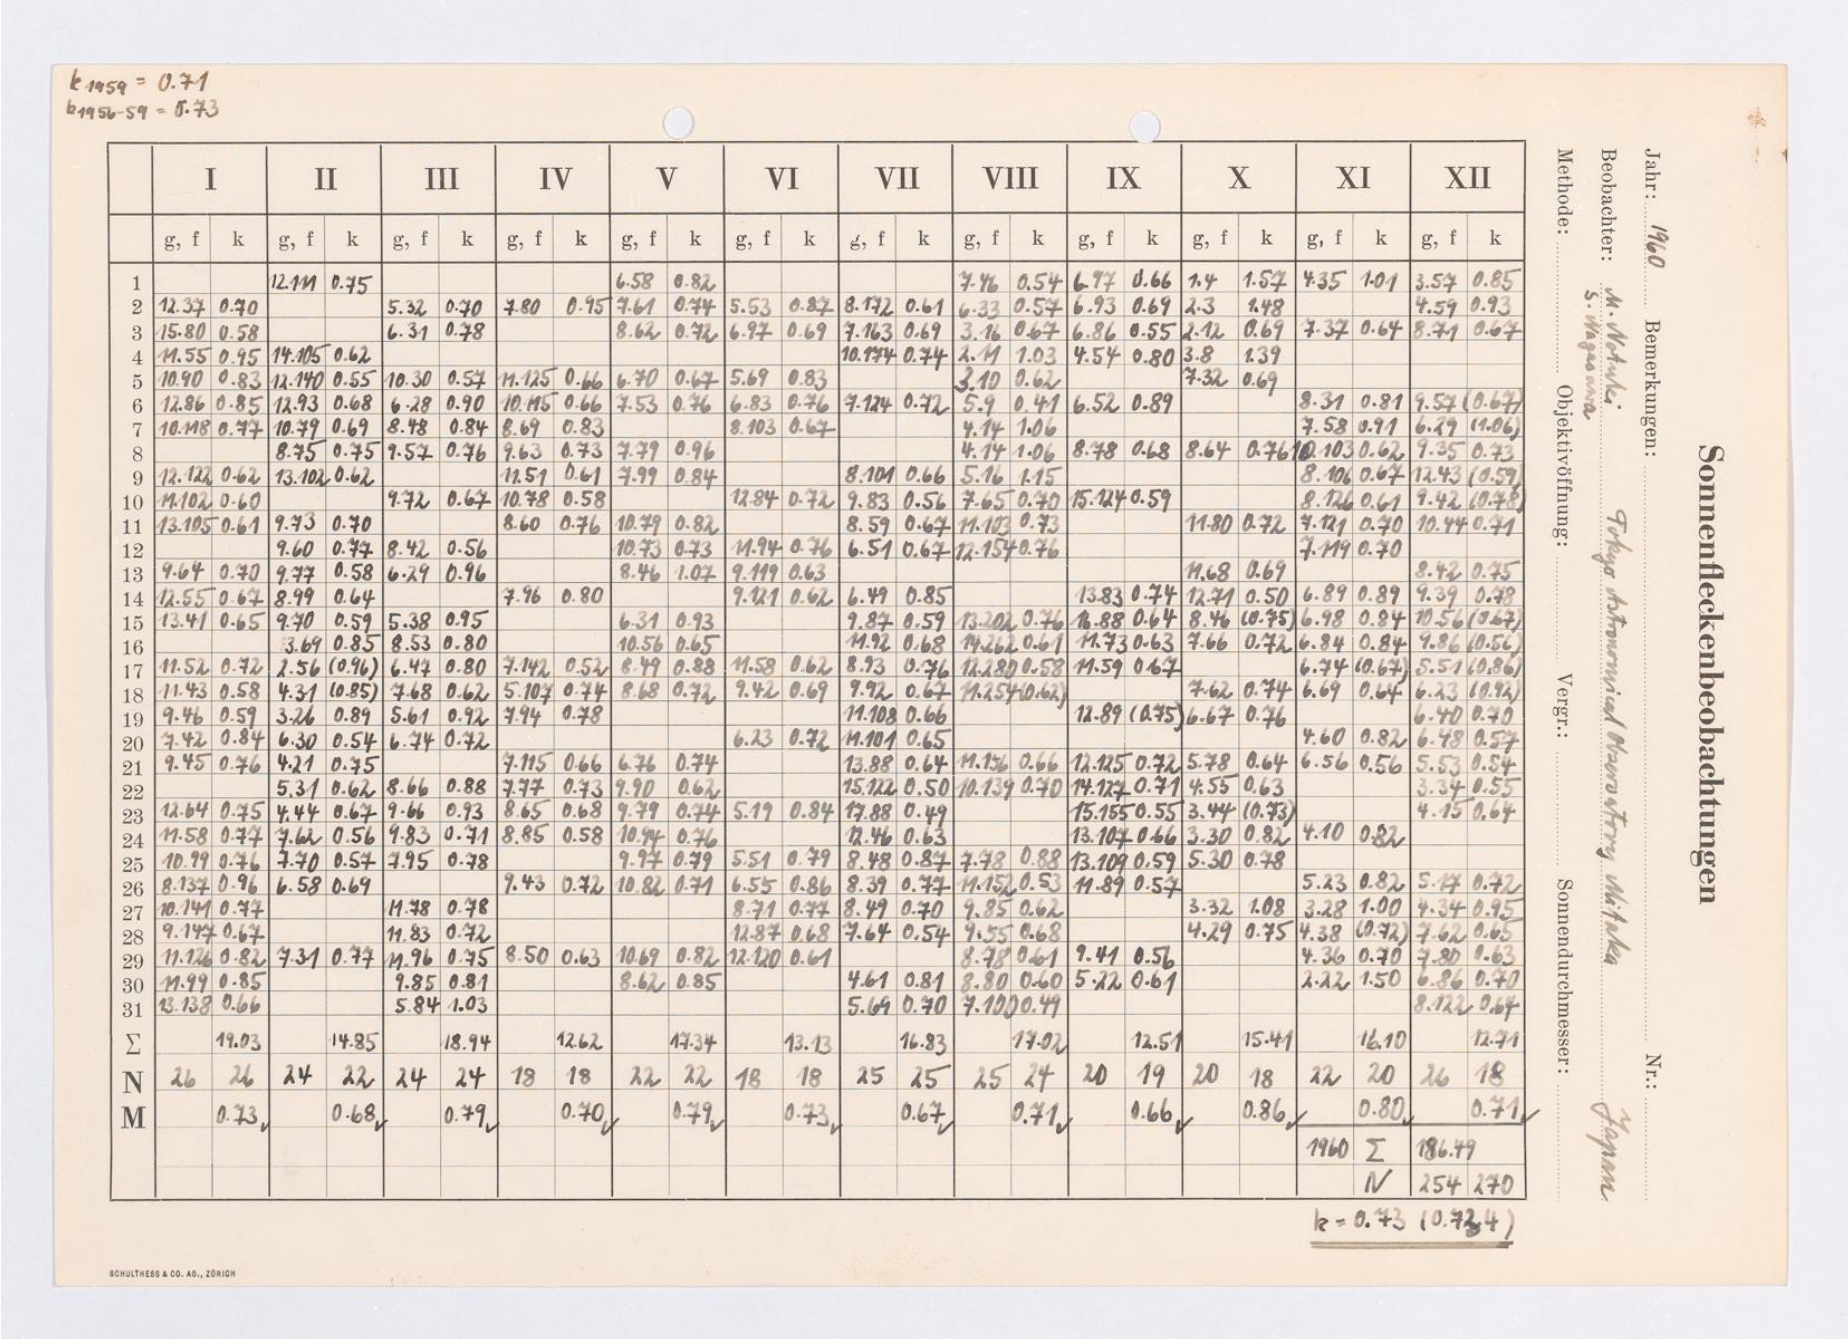 k1959 = 0.71
k1956-59 = 0.73
I II III IV V VI VII VIII IX X XI XII
g, f k g, f k g, f k g, f k g, f k g, f k g, f k g, f k g, f k g, f k g, f k g, f k
1 12.111 0.75 6.58 0.82 7.46 0.54 6.97 0.66 1.4 1.57 4.35 1.01 3.57 0.85
2 12.37 0.70 5.32 0.70 7.80 0.95 7.61 0.74 5.53 0.87 8.172 0.61 6.33 0.57 6.93 0.69 2.3 1.48 4.59 0.93
3 15.80 0.58 6.31 0.78 8.62 0.72 6.97 0.69 7.163 0.69 3.16 0.67 6.86 0.55 2.12 0.69 7.37 0.64 8.71 0.67
4 11.55 0.95 14.105 0.62 10.174 0.74 2.11 1.03 4.54 0.80 3.8 1.39
5 10.90 0.83 12.140 0.55 10.30 0.57 11.125 0.66 6.70 0.67 5.69 0.83 3.10 0.62 7.32 0.69
6 12.86 0.85 12.93 0.68 6.28 0.90 10.115 0.66 7.53 0.76 6.83 0.76 7.124 0.72 5.9 0.41 6.52 0.89 8.31 0.81 9.57 (0.67)
7 10.118 0.77 10.79 0.69 8.48 0.84 8.69 0.83 8.103 0.67 4.14 1.06 7.58 0.91 6.29 (1.06)
8 8.75 0.75 9.57 0.76 9.63 0.73 7.79 0.96 4.14 1.06 8.78 0.68 8.64 0.76 10.103 0.62 9.35 0.73
9 12.122 0.62 13.102 0.62 11.51 0.61 7.99 0.84 8.101 0.66 5.16 1.15 8.106 0.67 12.43 (0.59)
10 11.102 0.60 9.72 0.67 10.78 0.58 12.84 0.72 9.83 0.56 7.65 0.70 15.124 0.59 8.126 0.61 9.42 (0.78)
11 13.105 0.61 9.73 0.70 8.60 0.76 10.79 0.82 8.59 0.67 11.103 0.73 11.80 0.72 7.121 0.70 10.44 0.71
12 9.60 0.77 8.42 0.56 10.73 0.73 11.94 0.76 6.51 0.67 12.154 0.76 7.119 0.70
13 9.64 0.70 9.77 0.58 6.29 0.96 8.46 1.07 9.119 0.63 11.68 0.69 8.42 0.75
14 12.55 0.67 8.99 0.64 7.96 0.80 9.121 0.62 6.49 0.85 13.83 0.74 12.71 0.50 6.89 0.89 9.39 0.78
15 13.41 0.65 9.70 0.59 5.38 0.95 6.31 0.93 9.87 0.59 13.202 0.76 16.88 0.64 8.46 (0.75) 6.98 0.84 10.56 (0.67)
16 3.69 0.85 8.53 0.80 10.56 0.65 11.92 0.68 14.262 0.61 11.73 0.63 7.66 0.72 6.84 0.84 9.86 (0.56)
17 11.52 0.72 2.56 (0.96) 6.47 0.80 7.142 0.52 8.49 0.88 11.58 0.62 8.93 0.76 12.280 0.58 11.59 0.67 6.74 (0.67) 5.51 (0.86)
18 11.43 0.58 4.31 (0.85) 7.68 0.62 5.107 0.74 8.68 0.72 9.42 0.69 9.92 0.67 11.254 (0.62) 7.62 0.74 6.69 0.64 6.23 (0.92)
19 9.46 0.59 3.26 0.89 5.61 0.92 7.94 0.78 11.108 0.66 12.89 (0.75) 6.67 0.76 6.40 0.70
20 7.42 0.84 6.30 0.54 6.74 0.72 6.23 0.72 11.101 0.65 4.60 0.82 6.48 0.57
21 9.45 0.76 4.21 0.75 7.115 0.66 6.76 0.74 13.88 0.64 11.136 0.66 12.125 0.72 5.78 0.64 6.56 0.56 5.53 0.54
22 5.31 0.62 8.66 0.88 7.77 0.73 9.90 0.62 15.122 0.50 10.139 0.70 14.127 0.71 4.55 0.63 3.34 0.55
23 12.64 0.75 4.44 0.67 9.66 0.93 8.65 0.68 9.79 0.74 5.19 0.84 17.88 0.49 15.155 0.55 3.44 (0.73) 4.15 0.64
24 11.58 0.77 7.62 0.56 9.83 0.71 8.85 0.58 10.94 0.76 12.46 0.63 13.107 0.66 3.30 0.82 4.10 0.82
25 10.99 0.76 7.70 0.57 7.95 0.78 9.97 0.79 5.51 0.79 8.48 0.87 7.78 0.88 13.109 0.59 5.30 0.78
26 8.137 0.96 6.58 0.69 9.43 0.72 10.82 0.71 6.55 0.86 8.39 0.77 11.152 0.53 11.89 0.57 5.23 0.82 5.17 0.72
27 10.141 0.77 11.78 0.78 8.71 0.77 8.49 0.70 9.85 0.62 3.32 1.08 3.28 1.00 4.34 0.95
28 9.147 0.67 11.83 0.72 12.87 0.68 7.64 0.54 9.55 0.68 4.29 0.75 4.38 (0.72) 7.62 0.65
29 11.126 0.82 7.31 0.77 11.96 0.75 8.50 0.63 10.69 0.82 12.120 0.61 8.78 0.61 9.41 0.56 4.36 0.70 7.80 0.63
30 11.99 0.85 9.85 0.81 8.62 0.85 4.61 0.81 8.80 0.60 5.22 0.61 2.22 1.50 6.86 0.70
31 13.138 0.66 5.84 1.03 5.69 0.70 7.100 0.49 8.122 0.64
Σ 19.03 14.85 18.94 12.62 17.34 13.13 16.83 17.02 12.51 15.41 16.10 12.71
N 26 26 24 22 24 24 18 18 22 22 18 18 25 25 25 24 20 19 20 18 22 20 26 18
M 0.73 0.68 0.79 0.70 0.79 0.73 0.67 0.71 0.66 0.86 0.80 0.71
1960 Σ 186.49
N 254 270
k = 0.73 (0.734)
SCHULTHESS & CO. AG., ZÜRICH
Sonnenfleckenbeobachtungen
Jahr: 1960 Bemerkungen: Nr.:
Beobachter: M. Notuki Tokyo Astronomical Observatory Mitaka Japan
S. Nagasawa
Methode: Objektivöffnung: Vergr.: Sonnendurchmesser: